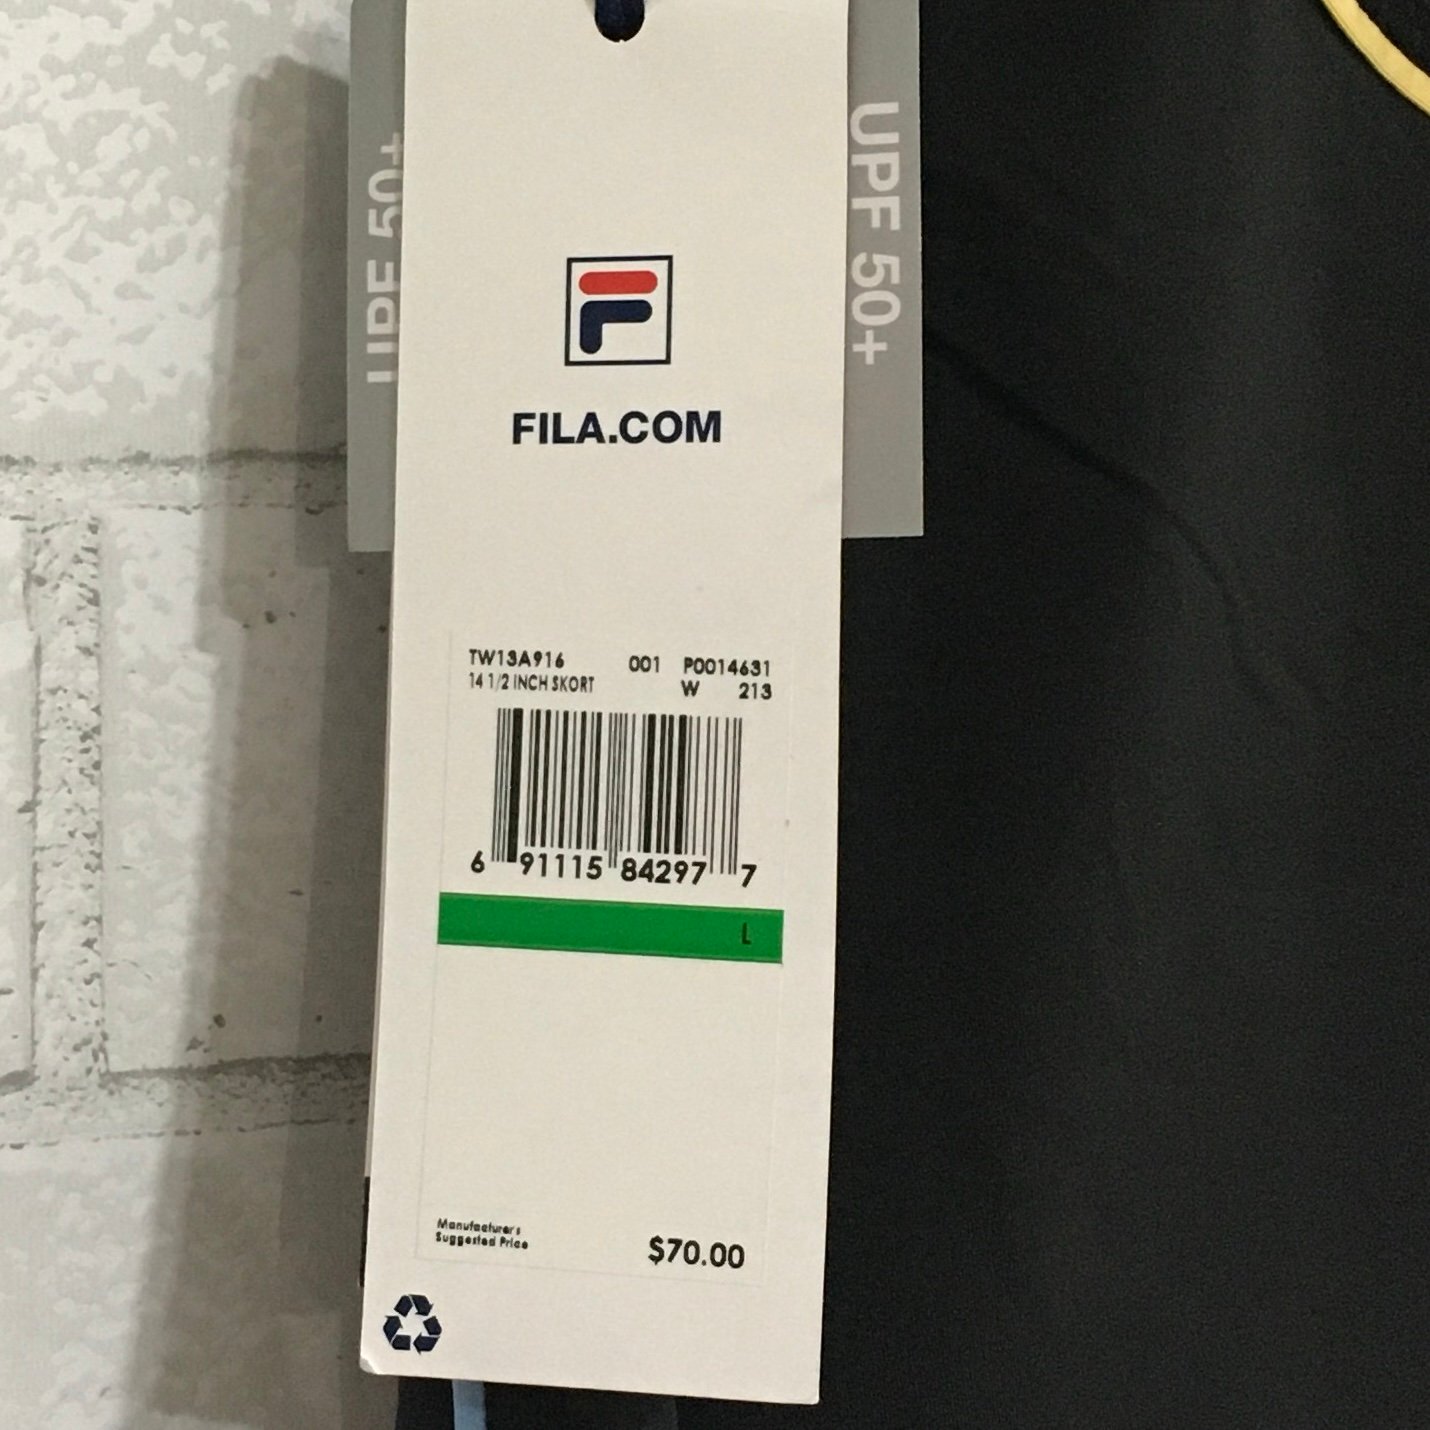 UPF 50+
UPF 50+
FILA.COM
TW13A916 001 P0014631
14 1/2 INCH SKORT W 213
6 91115 84297 7
L
Manufacturer's
Suggested Price
$70.00